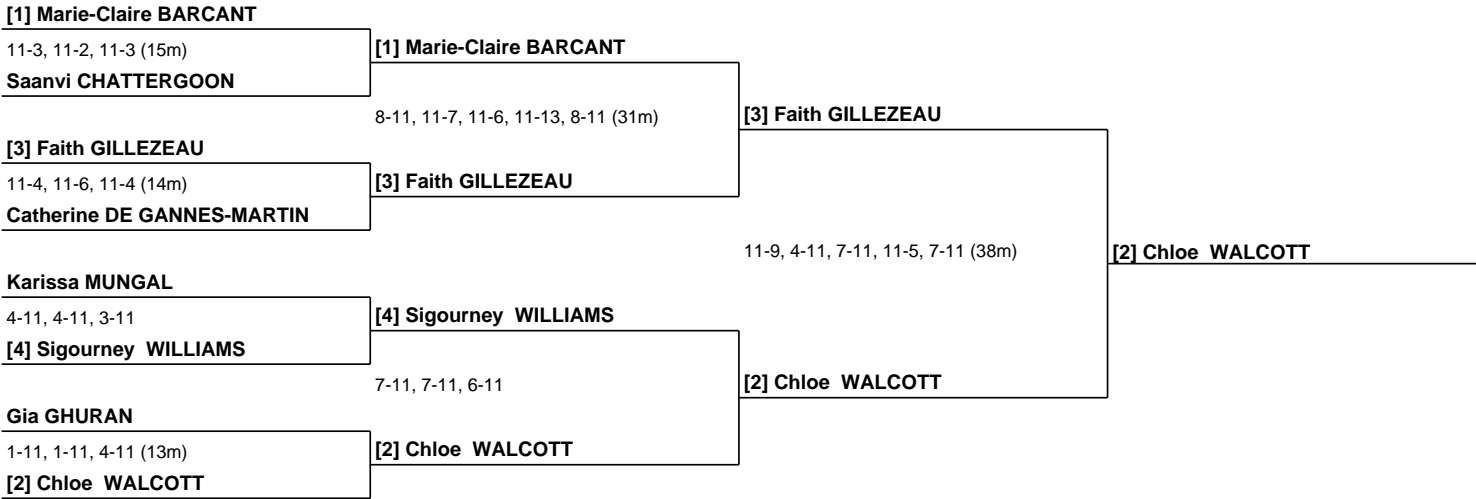 [1] Marie-Claire BARCANT
11-3, 11-2, 11-3 (15m)
[1] Marie-Claire BARCANT
Saanvi CHATTERGOON
8-11, 11-7, 11-6, 11-13, 8-11 (31m)
[3] Faith GILLEZEAU
[3] Faith GILLEZEAU
11-4, 11-6, 11-4 (14m)
[3] Faith GILLEZEAU
Catherine DE GANNES-MARTIN
11-9, 4-11, 7-11, 11-5, 7-11 (38m)
[2] Chloe WALCOTT
Karissa MUNGAL
4-11, 4-11, 3-11
[4] Sigourney WILLIAMS
[4] Sigourney WILLIAMS
7-11, 7-11, 6-11
[2] Chloe WALCOTT
Gia GHURAN
1-11, 1-11, 4-11 (13m)
[2] Chloe WALCOTT
[2] Chloe WALCOTT